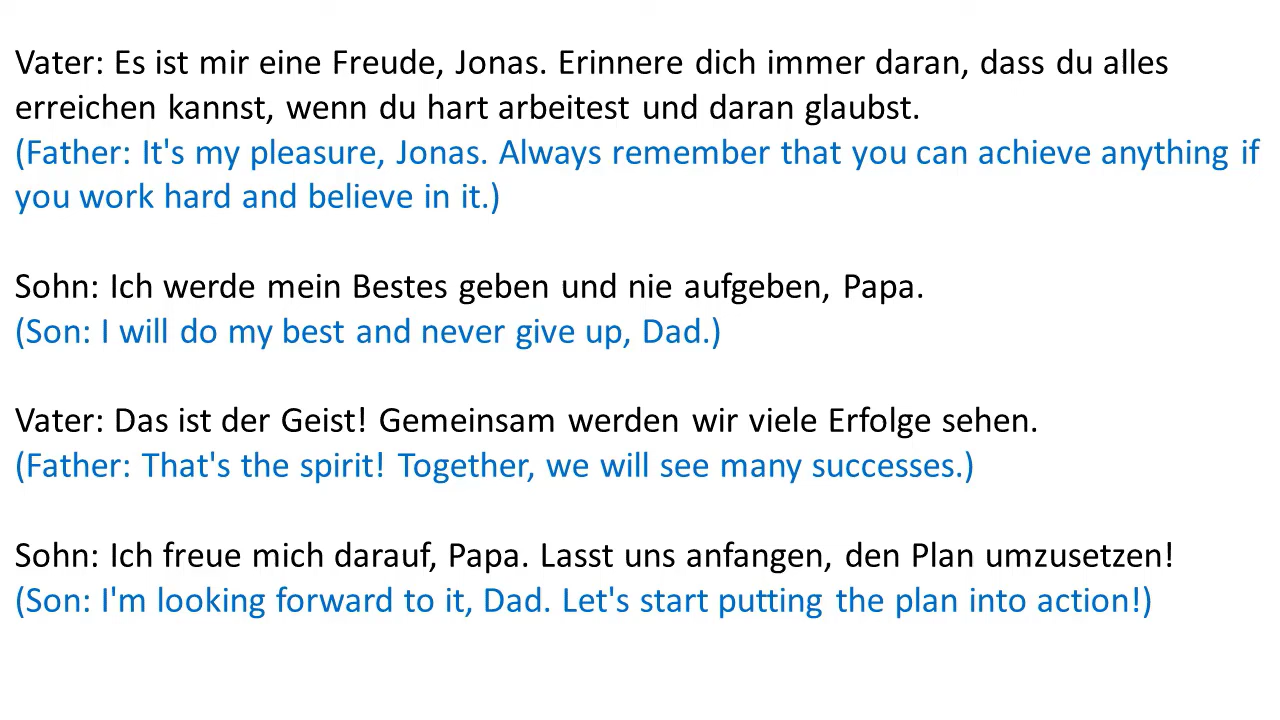 Vater: Es ist mir eine Freude, Jonas. Erinnere dich immer daran, dass du alles
erreichen kannst, wenn du hart arbeitest und daran glaubst.
(Father: It's my pleasure, Jonas. Always remember that you can achieve anything if
you work hard and believe in it.)
Sohn: Ich werde mein Bestes geben und nie aufgeben, Papa.
(Son: I will do my best and never give up, Dad.)
Vater: Das ist der Geist! Gemeinsam werden wir viele Erfolge sehen.
(Father: That's the spirit! Together, we will see many successes.)
Sohn: Ich freue mich darauf, Papa. Lasst uns anfangen, den Plan umzusetzen!
(Son: I'm looking forward to it, Dad. Let's start putting the plan into action!)